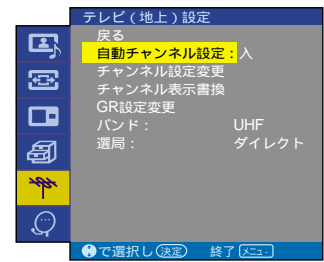 テレビ(地上)設定
戻る
自動チャンネル設定:入
チャンネル設定変更
チャンネル表示書換
GR設定変更
バンド: UHF
選局: ダイレクト
で選択し 決定 終了 メニュー